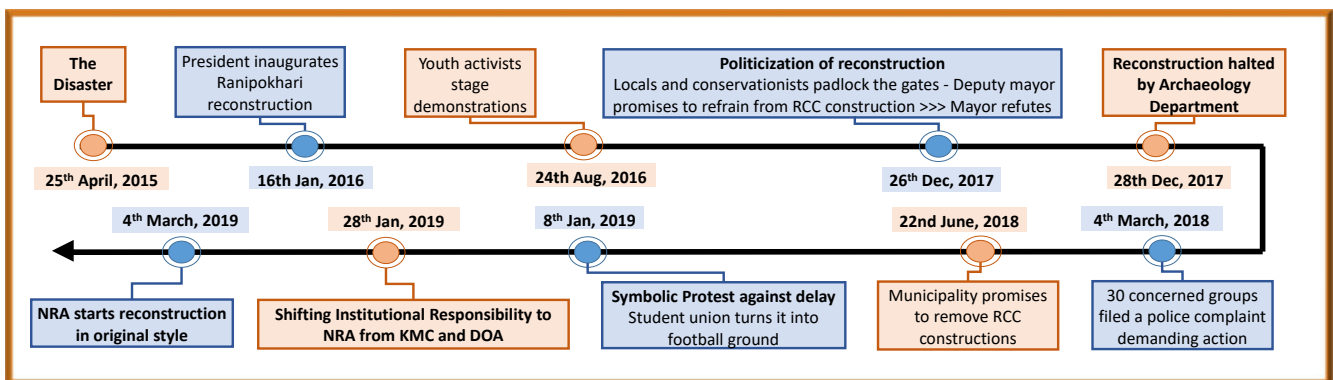 The
Disaster
President inaugurates
Ranipokhari
reconstruction
Youth activists
stage
demonstrations
Politicization of reconstruction
Locals and conservationists padlock the gates - Deputy mayor
promises to refrain from RCC construction >>> Mayor refutes
Reconstruction halted
by Archaeology
Department
25th April, 2015
16th Jan, 2016
24th Aug, 2016
26th Dec, 2017
28th Dec, 2017
4th March, 2019
28th Jan, 2019
8th Jan, 2019
22nd June, 2018
4th March, 2018
NRA starts reconstruction
in original style
Shifting Institutional Responsibility to
NRA from KMC and DOA
Symbolic Protest against delay
Student union turns it into
football ground
Municipality promises
to remove RCC
constructions
30 concerned groups
filed a police complaint
demanding action